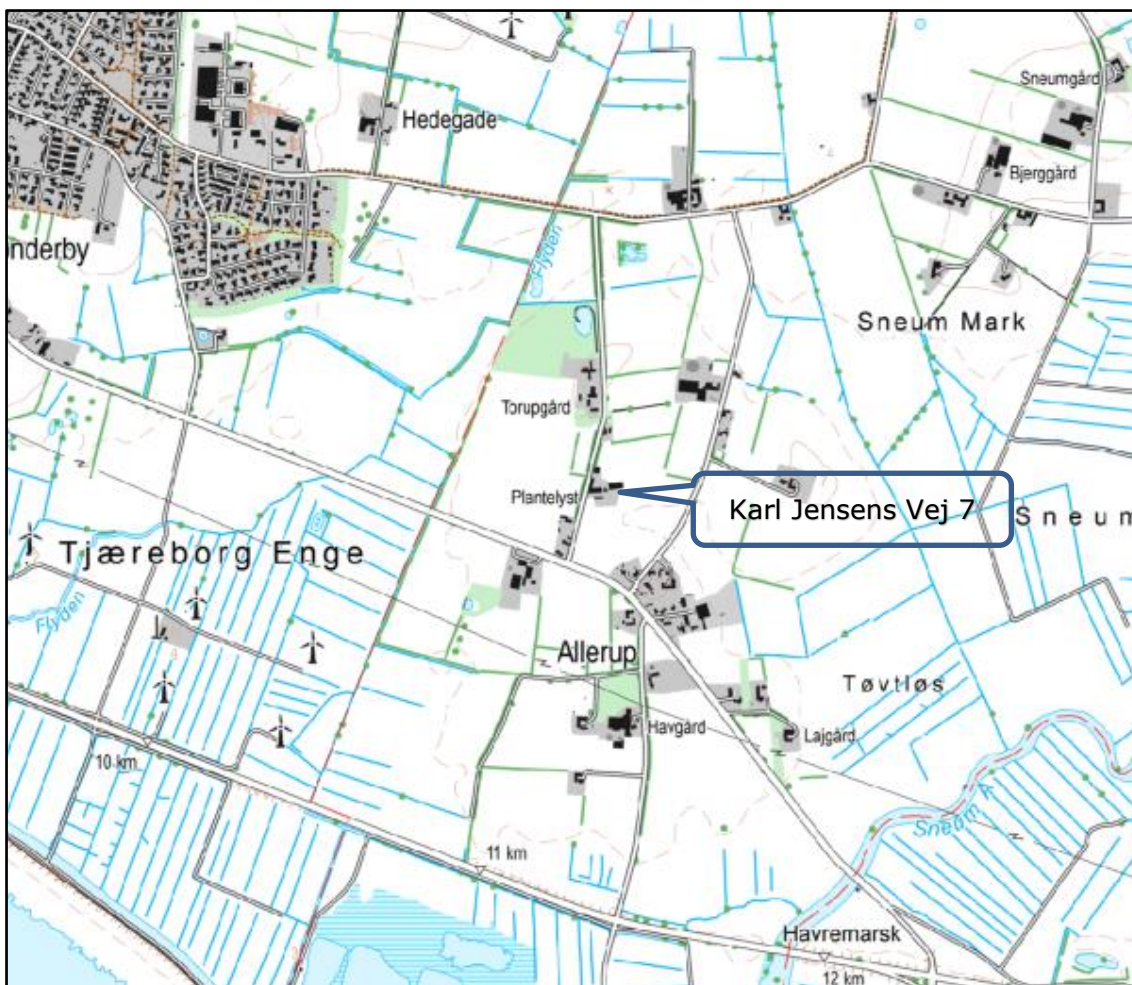 Sneumgård
Hedegade
Bjerggård
Flyden
nderby
Sneum Mark
Torupgård
Plantelyst
Karl Jensens Vej 7
Sneum
Tjæreborg Enge
Flyden
4
Allerup
Tøvtløs
Havgård
Lajgård
10 km
Sneum Å
11 km
Havremarsk
12 km